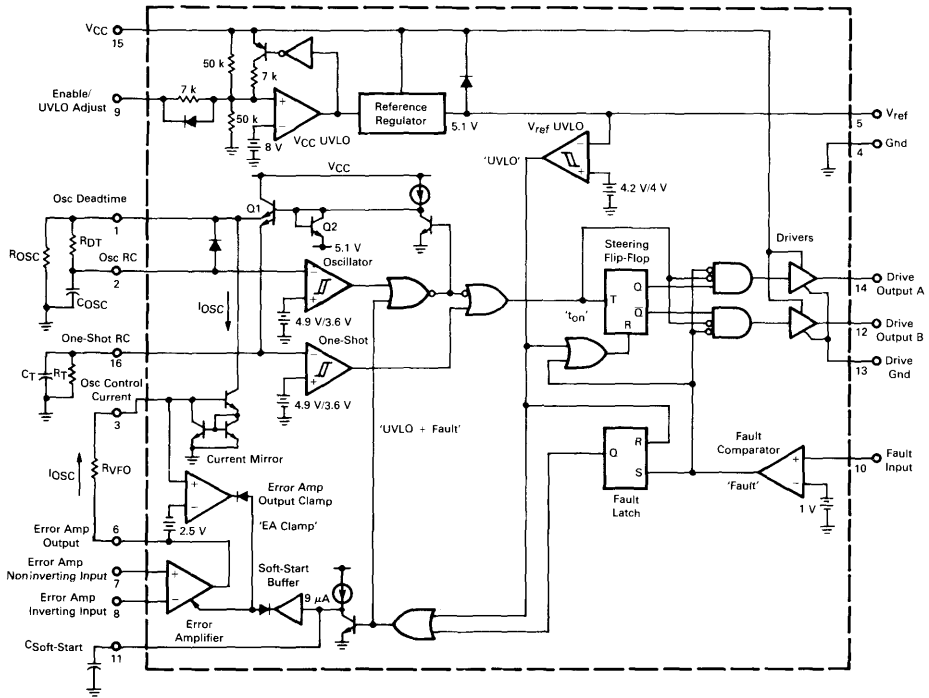 VCC
15
50 k
7 k
7 k
50 k
Enable/
UVLO Adjust
9
VCC UVLO
8 V
Reference
Regulator
5.1 V
Vref
5
Gnd
4
Vref UVLO
'UVLO'
4.2 V/4 V
VCC
Q1
Q2
5.1 V
Osc Deadtime
1
ROSC
RDT
COSC
Osc RC
2
IOSC
Oscillator
4.9 V/3.6 V
One-Shot
4.9 V/3.6 V
One-Shot RC
16
CT
RT
't on'
Steering
Flip-Flop
T
Q
Q̅
R
Drivers
14
Drive
Output A
12
Drive
Output B
13
Drive
Gnd
Osc Control
Current
3
IOSC
RVFO
Current Mirror
'UVLO + Fault'
Q
R
S
Fault
Latch
Fault
Comparator
'Fault'
1 V
10
Fault
Input
2.5 V
Error Amp
Output Clamp
'EA Clamp'
Error Amp
Output
6
Error Amp
Noninverting Input
7
Error Amp
Inverting Input
8
Error
Amplifier
Soft-Start
Buffer
9 µA
CSoft-Start
11